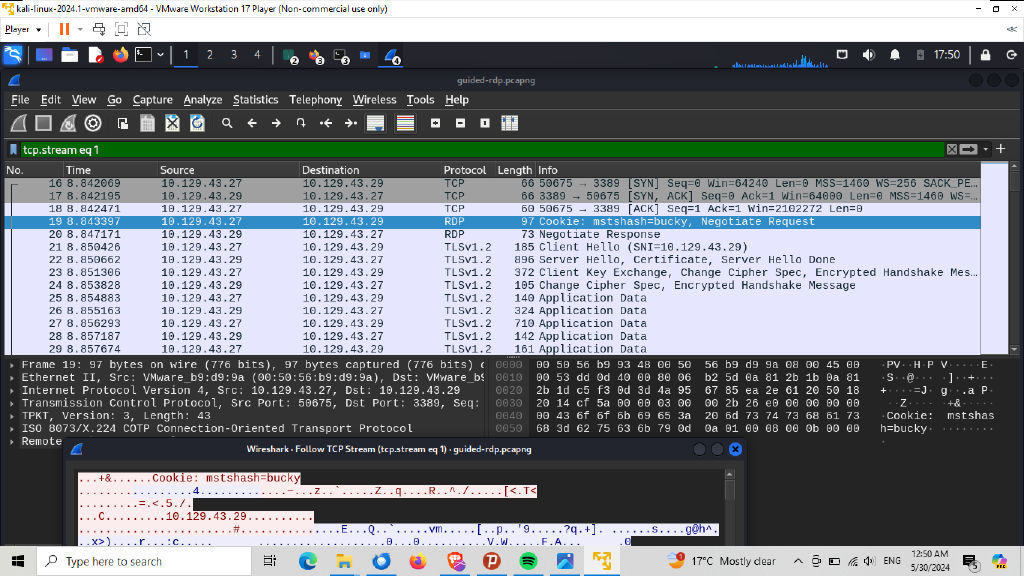 kali-linux-2024.1-vmware-amd64 - VMware Workstation 17 Player (Non-commercial use only)
Player
1 2 3 4 2 3 3 4 17:50
guided-rdp.pcapng
File Edit View Go Capture Analyze Statistics Telephony Wireless Tools Help
tcp.stream eq 1
No. Time Source Destination Protocol Length Info
16 8.842069 10.129.43.27 10.129.43.29 TCP 66 50675 → 3389 [SYN] Seq=0 Win=64240 Len=0 MSS=1460 WS=256 SACK_PE…
17 8.842195 10.129.43.29 10.129.43.27 TCP 66 3389 → 50675 [SYN, ACK] Seq=0 Ack=1 Win=64000 Len=0 MSS=1460 WS=…
18 8.842471 10.129.43.27 10.129.43.29 TCP 60 50675 → 3389 [ACK] Seq=1 Ack=1 Win=2102272 Len=0
19 8.843397 10.129.43.27 10.129.43.29 RDP 97 Cookie: mstshash=bucky, Negotiate Request
20 8.847171 10.129.43.29 10.129.43.27 RDP 73 Negotiate Response
21 8.850426 10.129.43.27 10.129.43.29 TLSv1.2 185 Client Hello (SNI=10.129.43.29)
22 8.850662 10.129.43.29 10.129.43.27 TLSv1.2 896 Server Hello, Certificate, Server Hello Done
23 8.851306 10.129.43.27 10.129.43.29 TLSv1.2 372 Client Key Exchange, Change Cipher Spec, Encrypted Handshake Mes…
24 8.853828 10.129.43.29 10.129.43.27 TLSv1.2 105 Change Cipher Spec, Encrypted Handshake Message
25 8.854883 10.129.43.27 10.129.43.29 TLSv1.2 140 Application Data
26 8.855163 10.129.43.29 10.129.43.27 TLSv1.2 324 Application Data
27 8.856293 10.129.43.27 10.129.43.29 TLSv1.2 710 Application Data
28 8.857187 10.129.43.29 10.129.43.27 TLSv1.2 142 Application Data
29 8.857674 10.129.43.27 10.129.43.29 TLSv1.2 161 Application Data
Frame 19: 97 bytes on wire (776 bits), 97 bytes captured (776 bits) o
Ethernet II, Src: VMware_b9:d9:9a (00:50:56:b9:d9:9a), Dst: VMware_b9
Internet Protocol Version 4, Src: 10.129.43.27, Dst: 10.129.43.29
Transmission Control Protocol, Src Port: 50675, Dst Port: 3389, Seq:
TPKT, Version: 3, Length: 43
ISO 8073/X.224 COTP Connection-Oriented Transport Protocol
Remote
0000 00 50 56 b9 93 48 00 50 56 b9 d9 9a 08 00 45 00 ·PV··H·P V·····E·
0010 00 53 dd 0d 40 00 80 06 b2 5d 0a 81 2b 1b 0a 81 ·S··@··· ·]··+···
0020 2b 1d c5 f3 0d 3d 4a 95 67 85 ea 2e 61 20 50 18 +····=J· g··.a P·
0030 20 14 cf 5a 00 00 03 00 00 2b 26 e0 00 00 00 00 ··Z···· ·+&·····
0040 00 43 6f 6f 6b 69 65 3a 20 6d 73 74 73 68 61 73 ·Cookie: mstshas
0050 68 3d 62 75 63 6b 79 0d 0a 01 00 08 00 0b 00 00 h=bucky· ········
Wireshark · Follow TCP Stream (tcp.stream eq 1) · guided-rdp.pcapng
...+&......Cookie: mstshash=bucky
10.129.43.29
Type here to search
1 17°C Mostly clear ENG 12:50 AM 5/30/2024 5